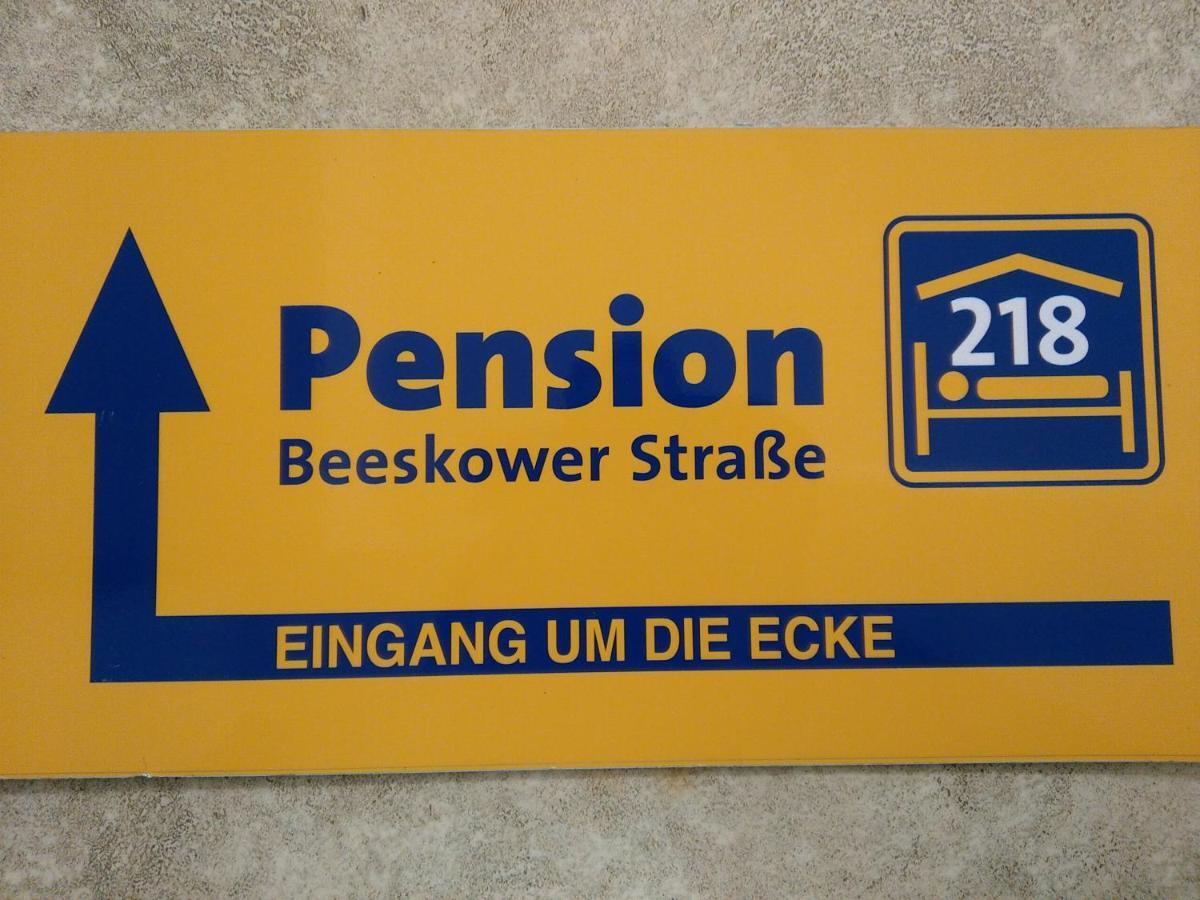 Pension
Beeskower Straße
218
EINGANG UM DIE ECKE